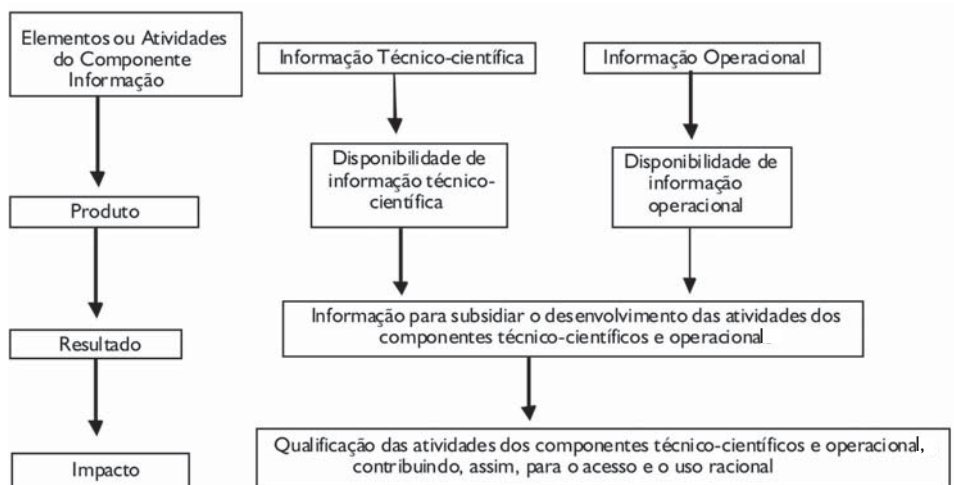 Elementos ou Atividades
do Componente
Informação
Informação Técnico-científica
Informação Operacional
Disponibilidade de
informação técnico-
científica
Disponibilidade de
informação
operacional
Produto
Informação para subsidiar o desenvolvimento das atividades dos
componentes técnico-científicos e operacional
Resultado
Qualificação das atividades dos componentes técnico-científicos e operacional,
contribuindo, assim, para o acesso e o uso racional
Impacto